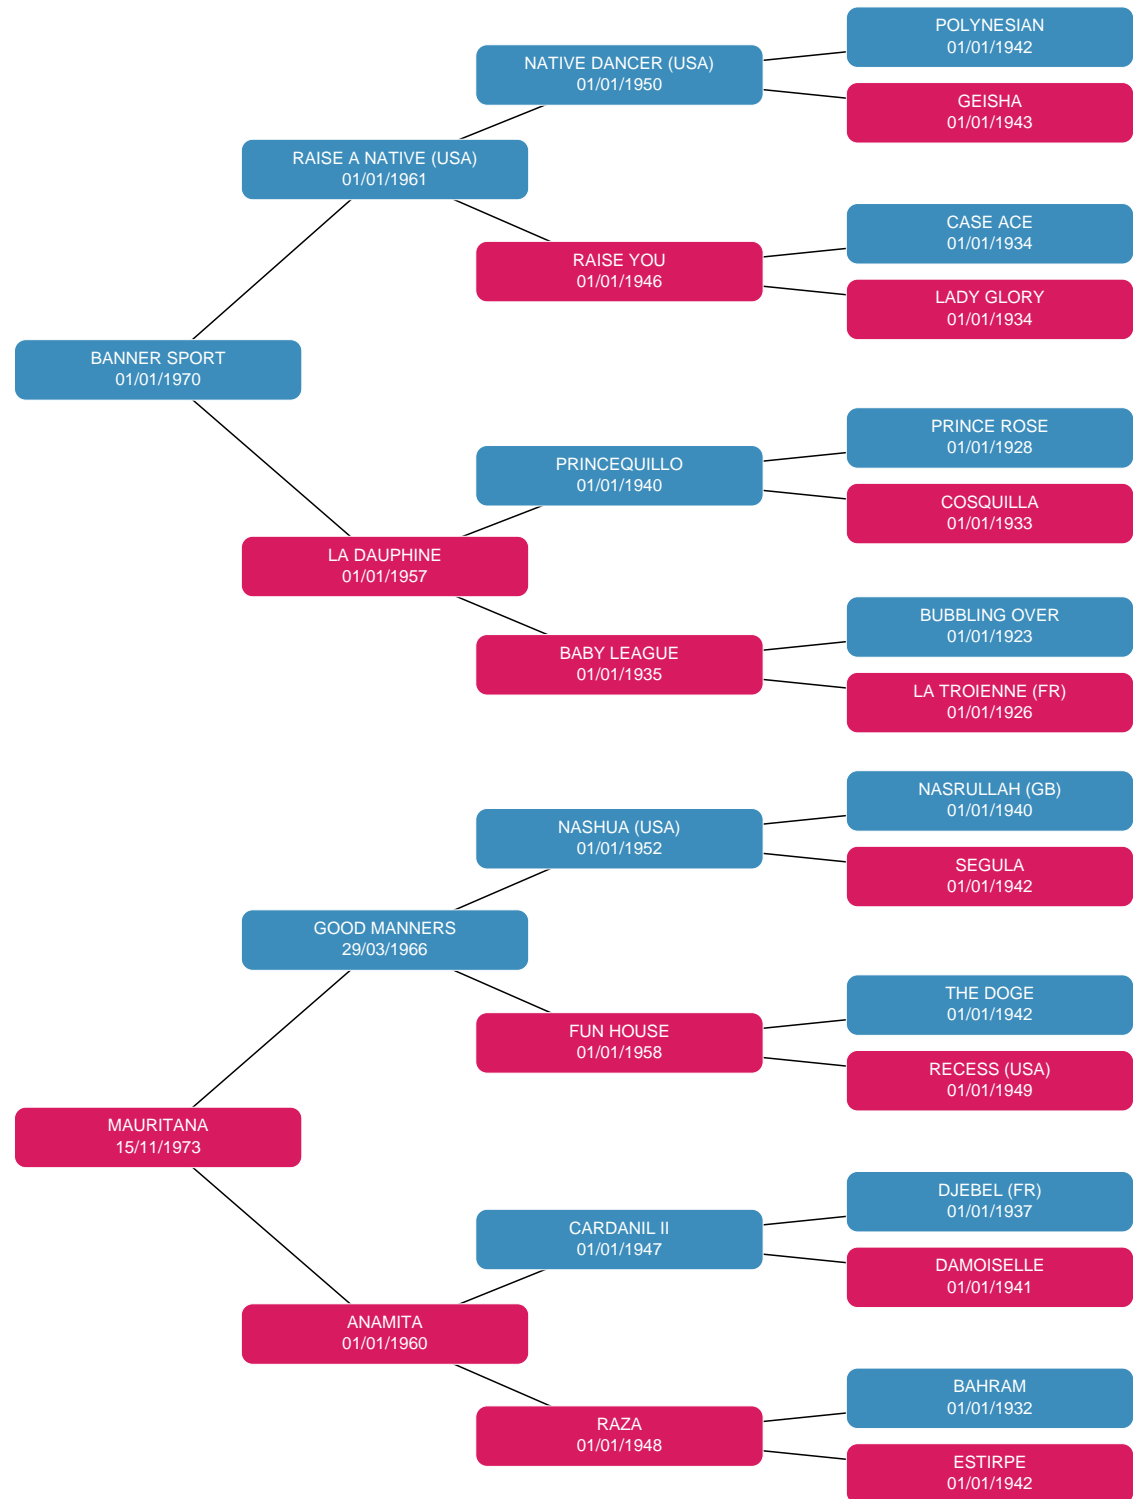 POLYNESIAN
01/01/1942
NATIVE DANCER (USA)
01/01/1950
GEISHA
01/01/1943
RAISE A NATIVE (USA)
01/01/1961
CASE ACE
01/01/1934
RAISE YOU
01/01/1946
LADY GLORY
01/01/1934
BANNER SPORT
01/01/1970
PRINCE ROSE
01/01/1928
PRINCEQUILLO
01/01/1940
COSQUILLA
01/01/1933
LA DAUPHINE
01/01/1957
BUBBLING OVER
01/01/1923
BABY LEAGUE
01/01/1935
LA TROIENNE (FR)
01/01/1926
NASRULLAH (GB)
01/01/1940
NASHUA (USA)
01/01/1952
SEGULA
01/01/1942
GOOD MANNERS
29/03/1966
THE DOGE
01/01/1942
FUN HOUSE
01/01/1958
RECESS (USA)
01/01/1949
MAURITANA
15/11/1973
DJEBEL (FR)
01/01/1937
CARDANIL II
01/01/1947
DAMOISELLE
01/01/1941
ANAMITA
01/01/1960
BAHRAM
01/01/1932
RAZA
01/01/1948
ESTIRPE
01/01/1942